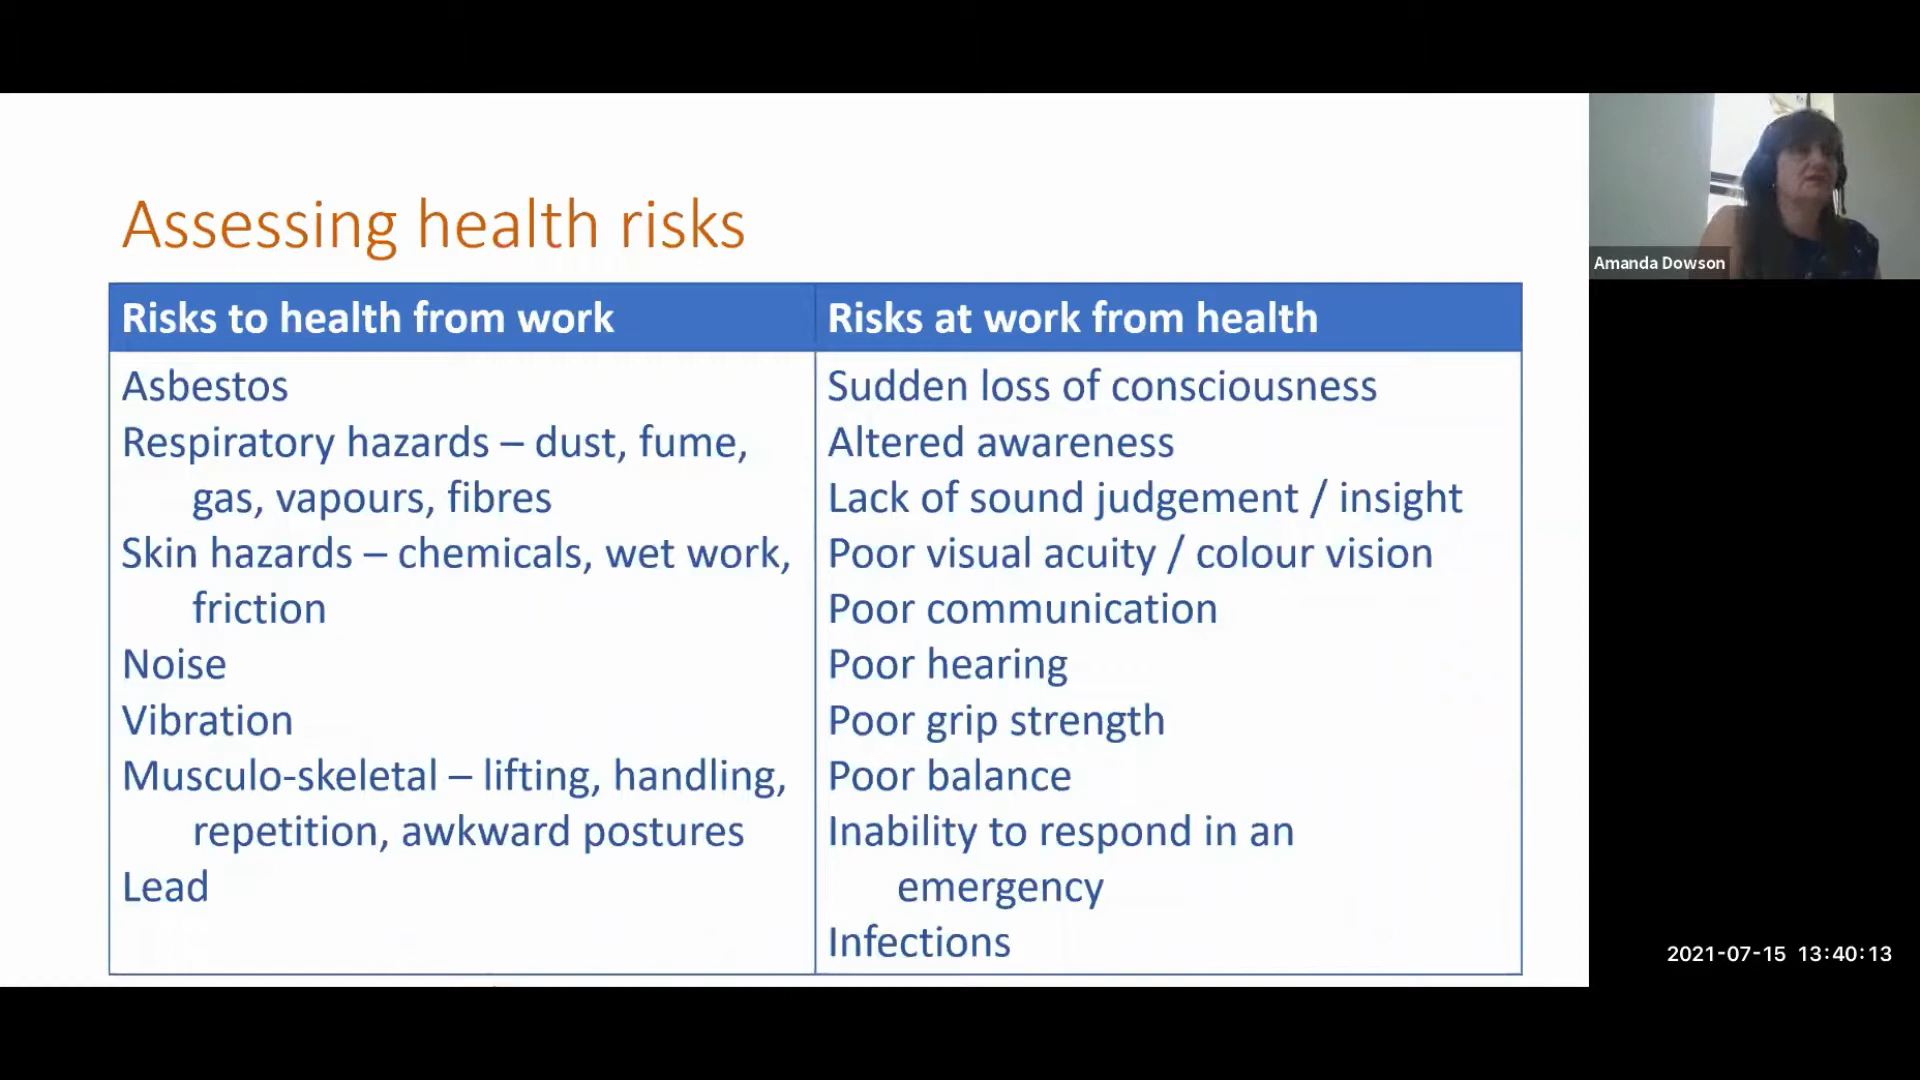 Assessing health risks
Risks to health from work
Asbestos
Respiratory hazards – dust, fume,
gas, vapours, fibres
Skin hazards – chemicals, wet work,
friction
Noise
Vibration
Musculo-skeletal – lifting, handling,
repetition, awkward postures
Lead
Risks at work from health
Sudden loss of consciousness
Altered awareness
Lack of sound judgement / insight
Poor visual acuity / colour vision
Poor communication
Poor hearing
Poor grip strength
Poor balance
Inability to respond in an
emergency
Infections
Amanda Dowson
2021-07-15 13:40:13